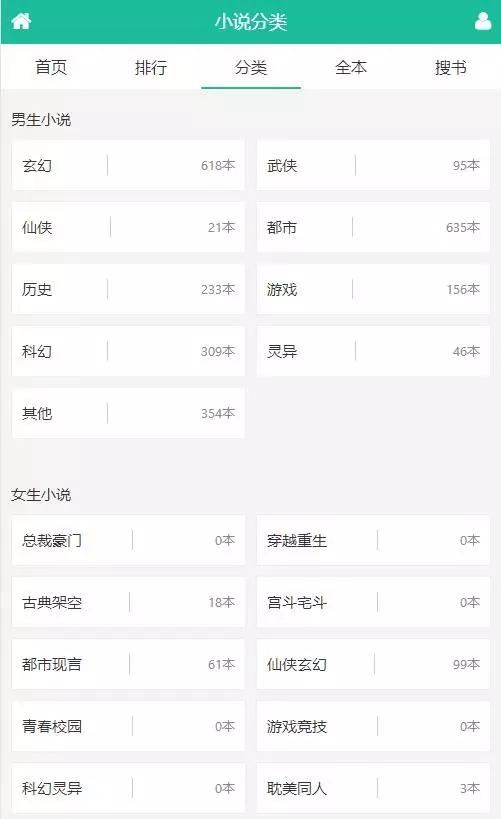 小说分类
首页 排行 分类 全本 搜书
男生小说
玄幻 618本 武侠 95本
仙侠 21本 都市 635本
历史 233本 游戏 156本
科幻 309本 灵异 46本
其他 354本
女生小说
总裁豪门 0本 穿越重生 0本
古典架空 18本 宫斗宅斗 0本
都市现言 61本 仙侠玄幻 99本
青春校园 0本 游戏竞技 0本
科幻灵异 0本 耽美同人 3本